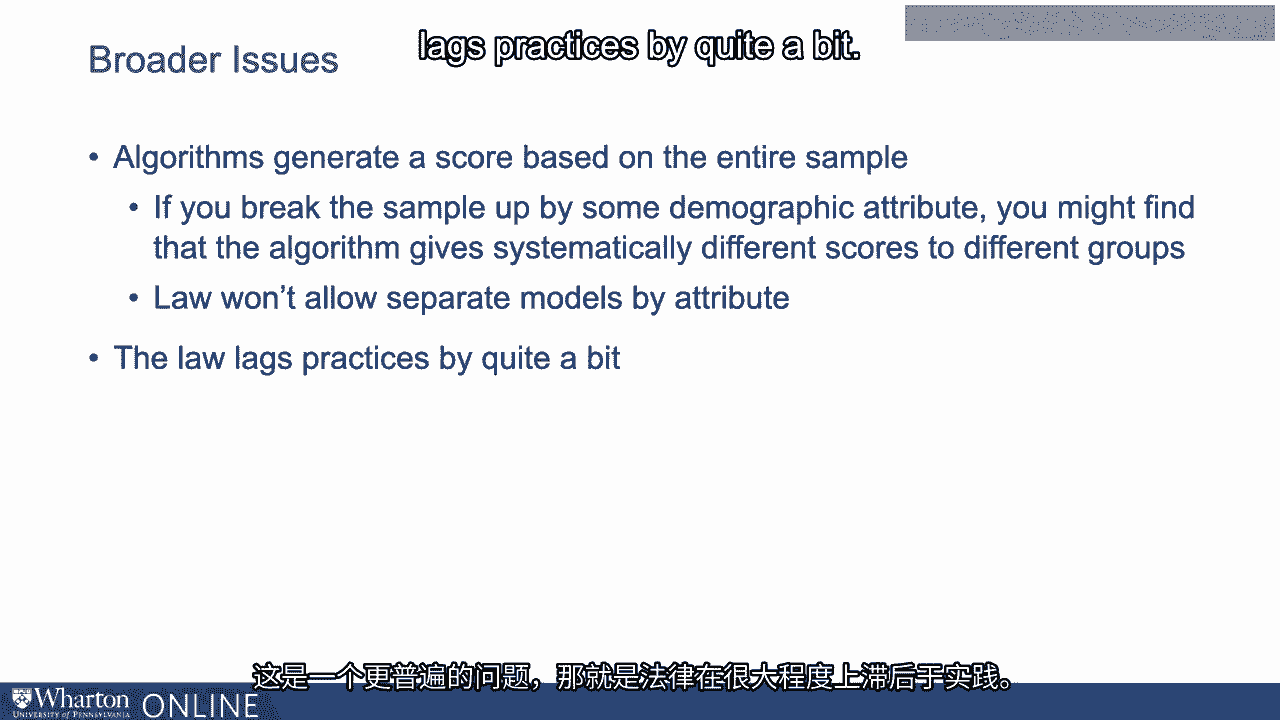 lags practices by quite a bit.
Broader Issues
• Algorithms generate a score based on the entire sample
• If you break the sample up by some demographic attribute, you might find
that the algorithm gives systematically different scores to different groups
• Law won’t allow separate models by attribute
• The law lags practices by quite a bit
这是一个更普遍的问题，那就是法律在很大程度上滞后于实践。
Wharton
UNIVERSITY of PENNSYLVANIA
ONLINE